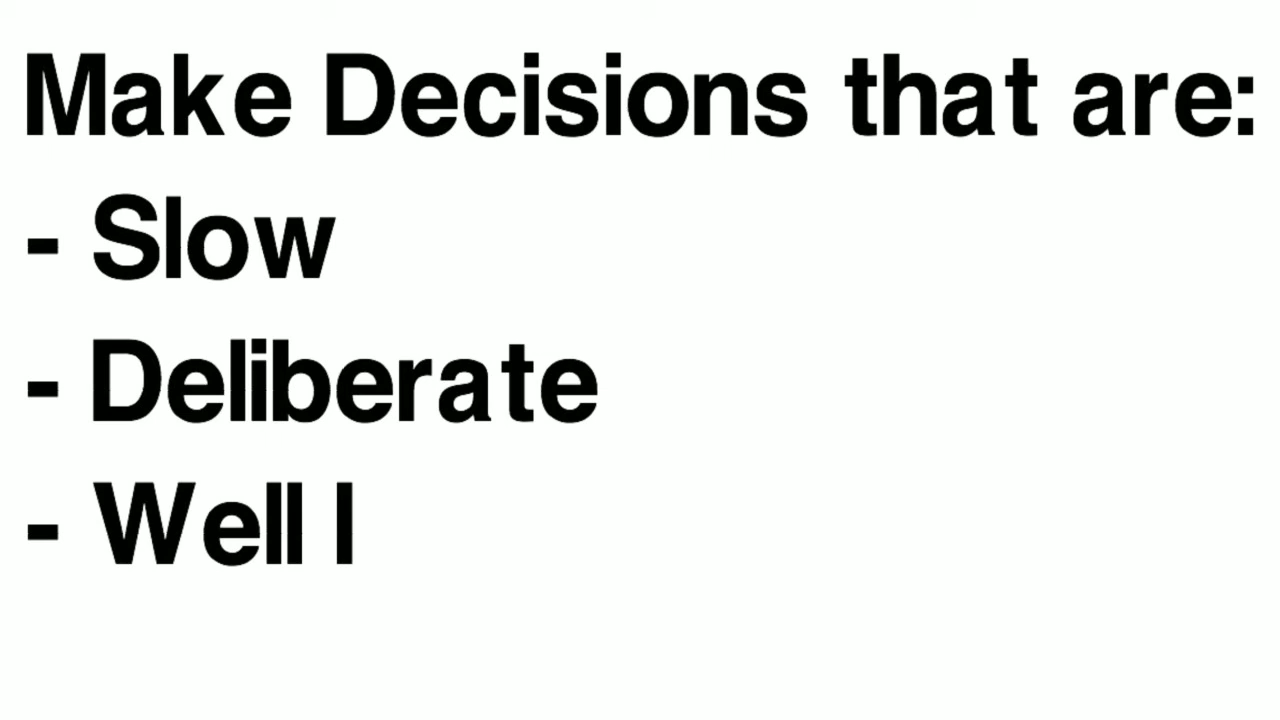 Make Decisions that are:
- Slow
- Deliberate
- Well I